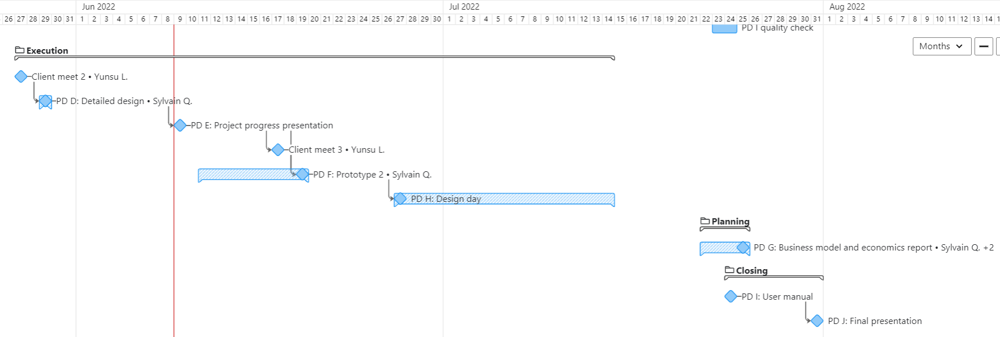 Jun 2022 Jul 2022 Aug 2022
26 27 28 29 30 31 1 2 3 4 5 6 7 8 9 10 11 12 13 14 15 16 17 18 19 20 21 22 23 24 25 26 27 28 29 30 1 2 3 4 5 6 7 8 9 10 11 12 13 14 15 16 17 18 19 20 21 22 23 24 25 26 27 28 29 30 31 1 2 3 4 5 6 7 8 9 10 11 12 13 14
PD I quality check
Months
Execution
Client meet 2 • Yunsu L.
PD D: Detailed design • Sylvain Q.
PD E: Project progress presentation
Client meet 3 • Yunsu L.
PD F: Prototype 2 • Sylvain Q.
PD H: Design day
Planning
PD G: Business model and economics report • Sylvain Q. +2
Closing
PD I: User manual
PD J: Final presentation